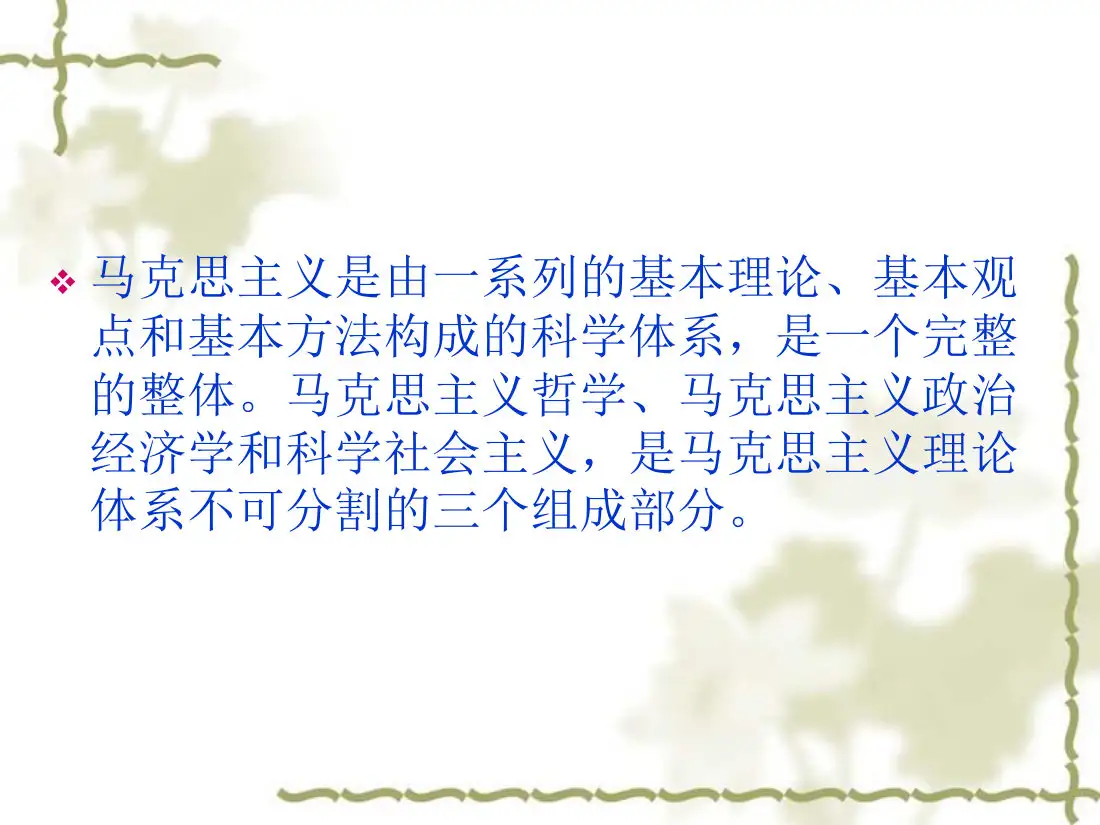 马克思主义是由一系列的基本理论、基本观
点和基本方法构成的科学体系，是一个完整
的整体。马克思主义哲学、马克思主义政治
经济学和科学社会主义，是马克思主义理论
体系不可分割的三个组成部分。